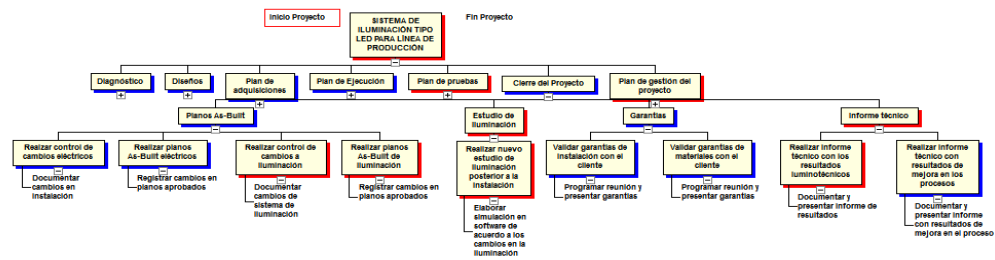 Inicio Proyecto
SISTEMA DE
ILUMINACIÓN TIPO
LED PARA LÍNEA DE
PRODUCCIÓN
Fin Proyecto
Diagnóstico
Diseños
Plan de
adquisiciones
Plan de Ejecución
Plan de pruebas
Cierre del Proyecto
Plan de gestión del
proyecto
Planos As-Built
Estudio de
Iluminación
Garantías
Informe técnico
Realizar control de
cambios eléctricos
Realizar planos
As-Built eléctricos
Realizar control de
cambios a
iluminación
Realizar planos
As-Built de
iluminación
Realizar nuevo
estudio de
iluminación
posterior a la
instalación
Validar garantías de
instalación con el
cliente
Validar garantías de
materiales con el
cliente
Realizar informe
técnico con los
resultados
luminotécnicos
Realizar informe
técnico con
resultados de
mejora en los
procesos
Documentar
cambios en
instalación
Registrar cambios en
planos aprobados
Documentar
cambios de
sistema de
iluminación
Registrar cambios en
planos aprobados
Elaborar
simulación en
software de
acuerdo a los
cambios en la
iluminación
Programar reunión y
presentar garantías
Programar reunión y
presentar garantías
Documentar y
presentar informe de
resultados
Documentar y
presentar informe
con resultados de
mejora en el proceso